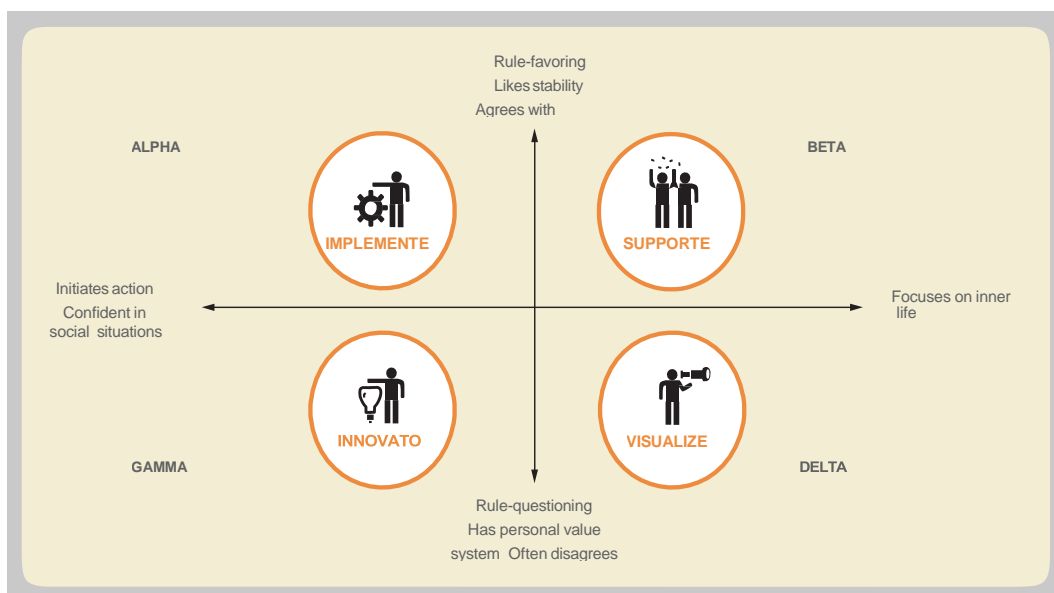 Rule-favoring
Likes stability
Agrees with
ALPHA
BETA
IMPLEMENTE
SUPPORTE
Initiates action
Confident in
social situations
Focuses on inner
life
INNOVATO
VISUALIZE
GAMMA
DELTA
Rule-questioning
Has personal value
system Often disagrees